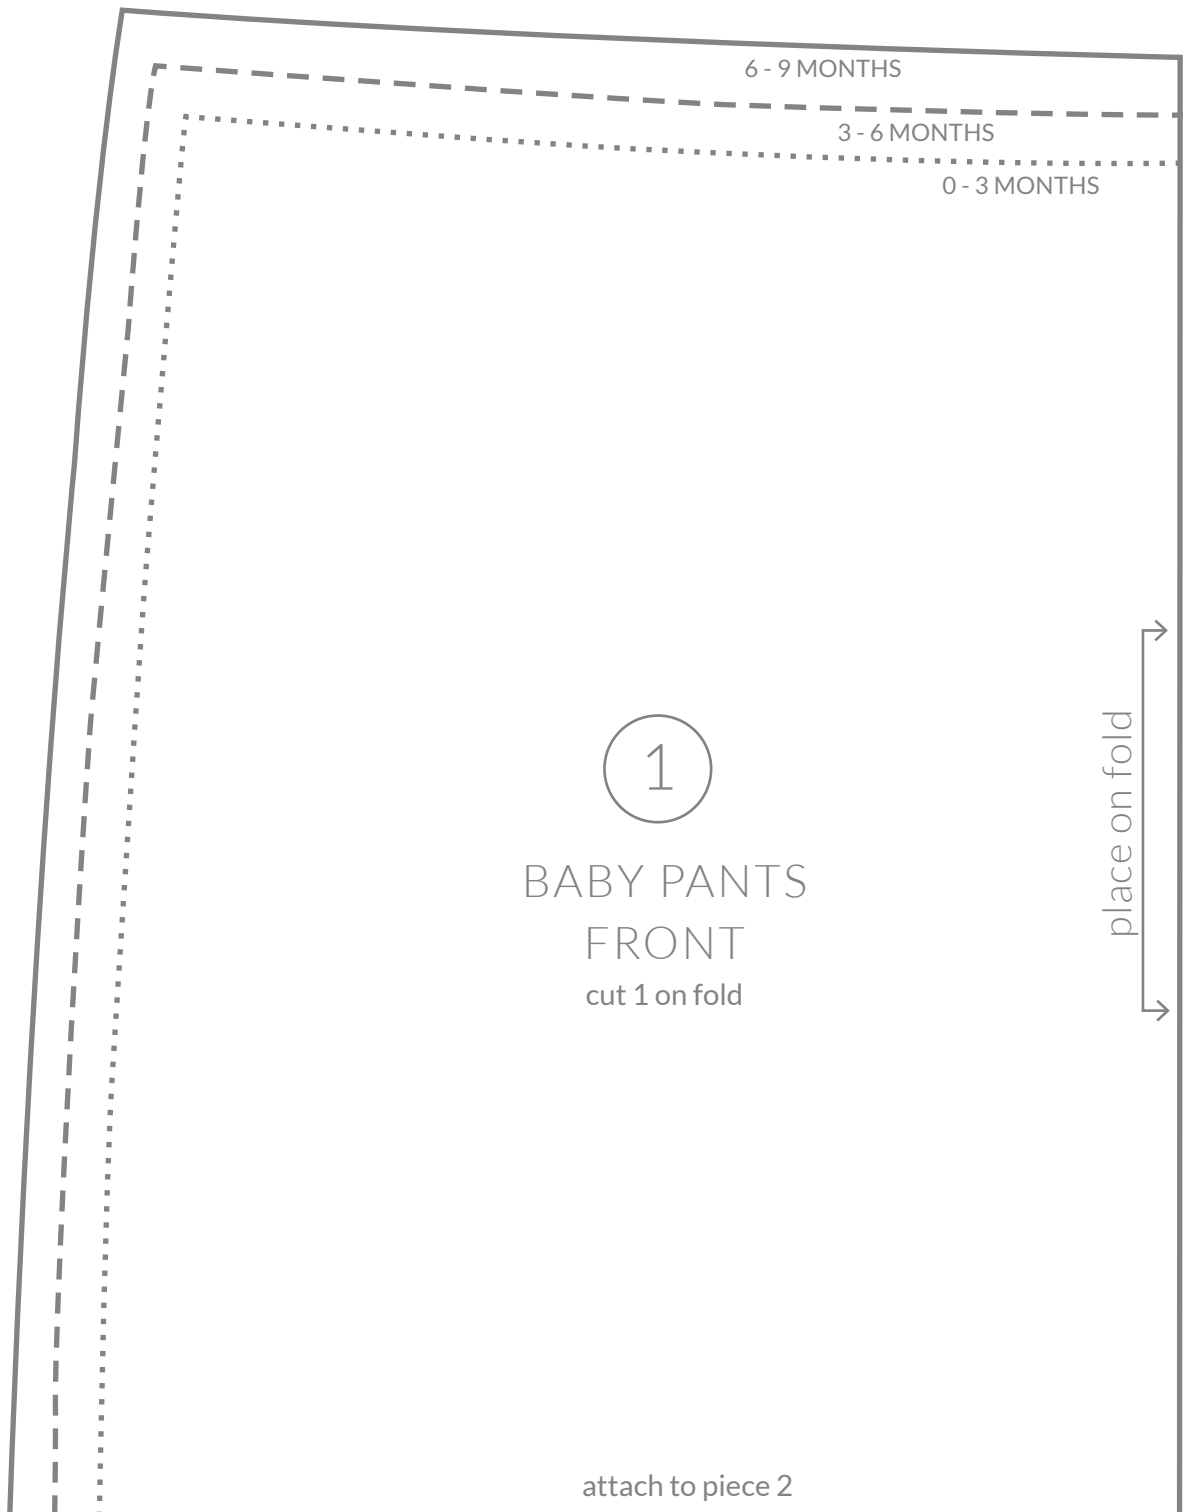 6 - 9 MONTHS
3 - 6 MONTHS
0 - 3 MONTHS
place on fold
1
BABY PANTS
FRONT
cut 1 on fold
attach to piece 2